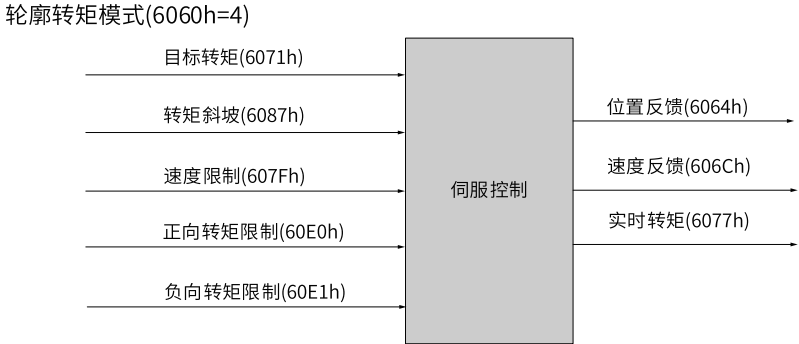 轮廓转矩模式(6060h=4)
目标转矩(6071h)
转矩斜坡(6087h)
速度限制(607Fh)
正向转矩限制(60E0h)
负向转矩限制(60E1h)
伺服控制
位置反馈(6064h)
速度反馈(606Ch)
实时转矩(6077h)